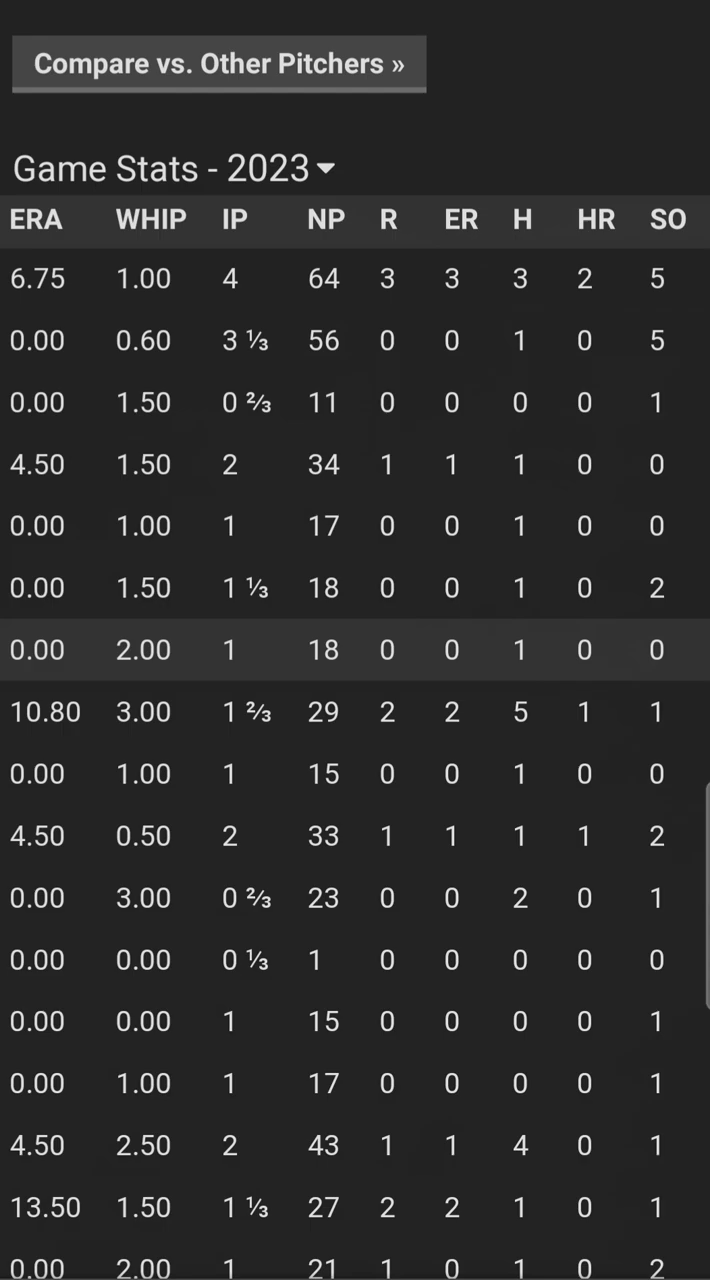 Compare vs. Other Pitchers »
Game Stats - 2023
ERA WHIP IP NP R ER H HR SO
6.75 1.00 4 64 3 3 3 2 5
0.00 0.60 3 ⅓ 56 0 0 1 0 5
0.00 1.50 0 ⅔ 11 0 0 0 0 1
4.50 1.50 2 34 1 1 1 0 0
0.00 1.00 1 17 0 0 1 0 0
0.00 1.50 1 ⅓ 18 0 0 1 0 2
0.00 2.00 1 18 0 0 1 0 0
10.80 3.00 1 ⅔ 29 2 2 5 1 1
0.00 1.00 1 15 0 0 1 0 0
4.50 0.50 2 33 1 1 1 1 2
0.00 3.00 0 ⅔ 23 0 0 2 0 1
0.00 0.00 0 ⅓ 1 0 0 0 0 0
0.00 0.00 1 15 0 0 0 0 1
0.00 1.00 1 17 0 0 0 0 1
4.50 2.50 2 43 1 1 4 0 1
13.50 1.50 1 ⅓ 27 2 2 1 0 1
0.00 2.00 1 21 1 0 1 0 2